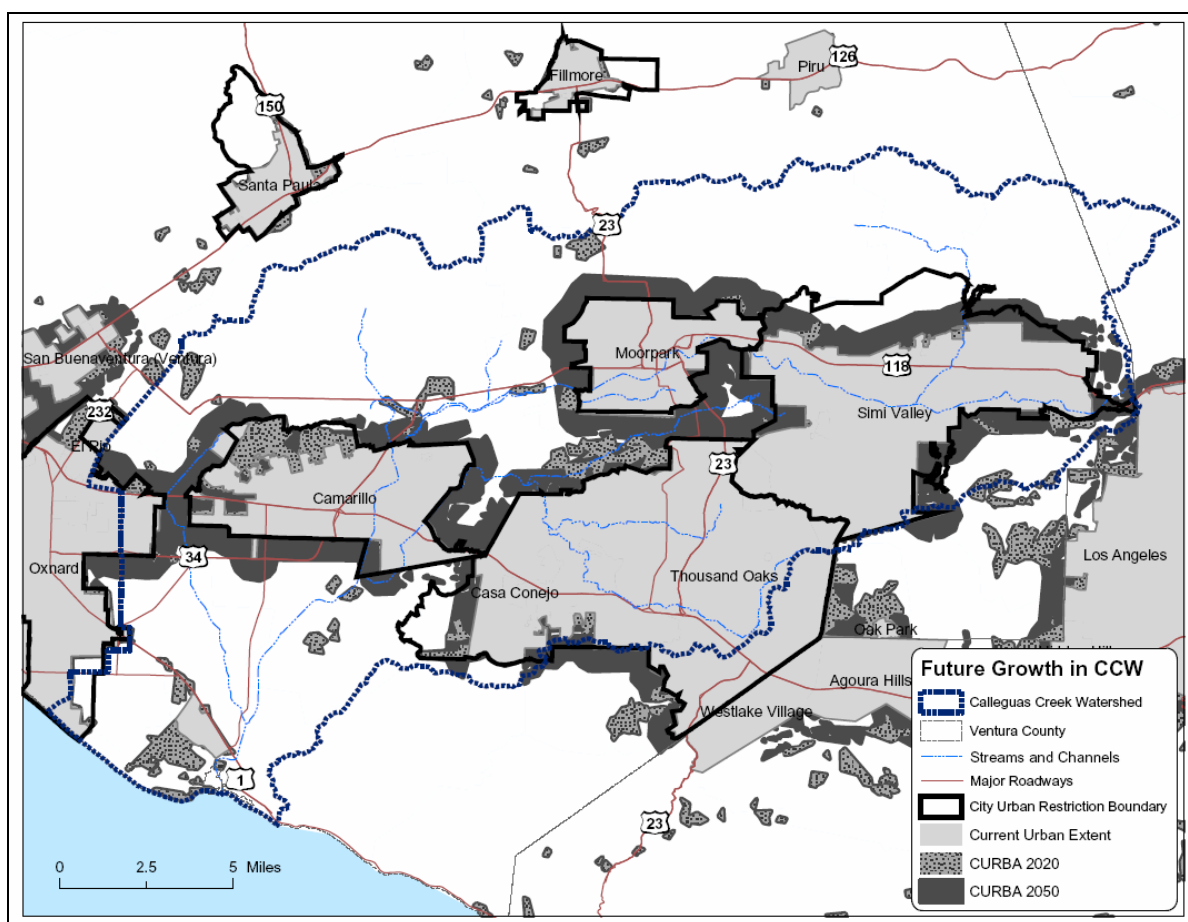 Fillmore
Piru
126
150
Santa Paula
23
San Buenaventura (Ventura)
Moorpark
118
232
Simi Valley
El Rio
23
Camarillo
34
Los Angeles
Oxnard
Thousand Oaks
Casa Conejo
Oak Park
Agoura Hills
Westlake Village
1
23
0 2.5 5 Miles
Future Growth in CCW
Calleguas Creek Watershed
Ventura County
Streams and Channels
Major Roadways
City Urban Restriction Boundary
Current Urban Extent
CURBA 2020
CURBA 2050